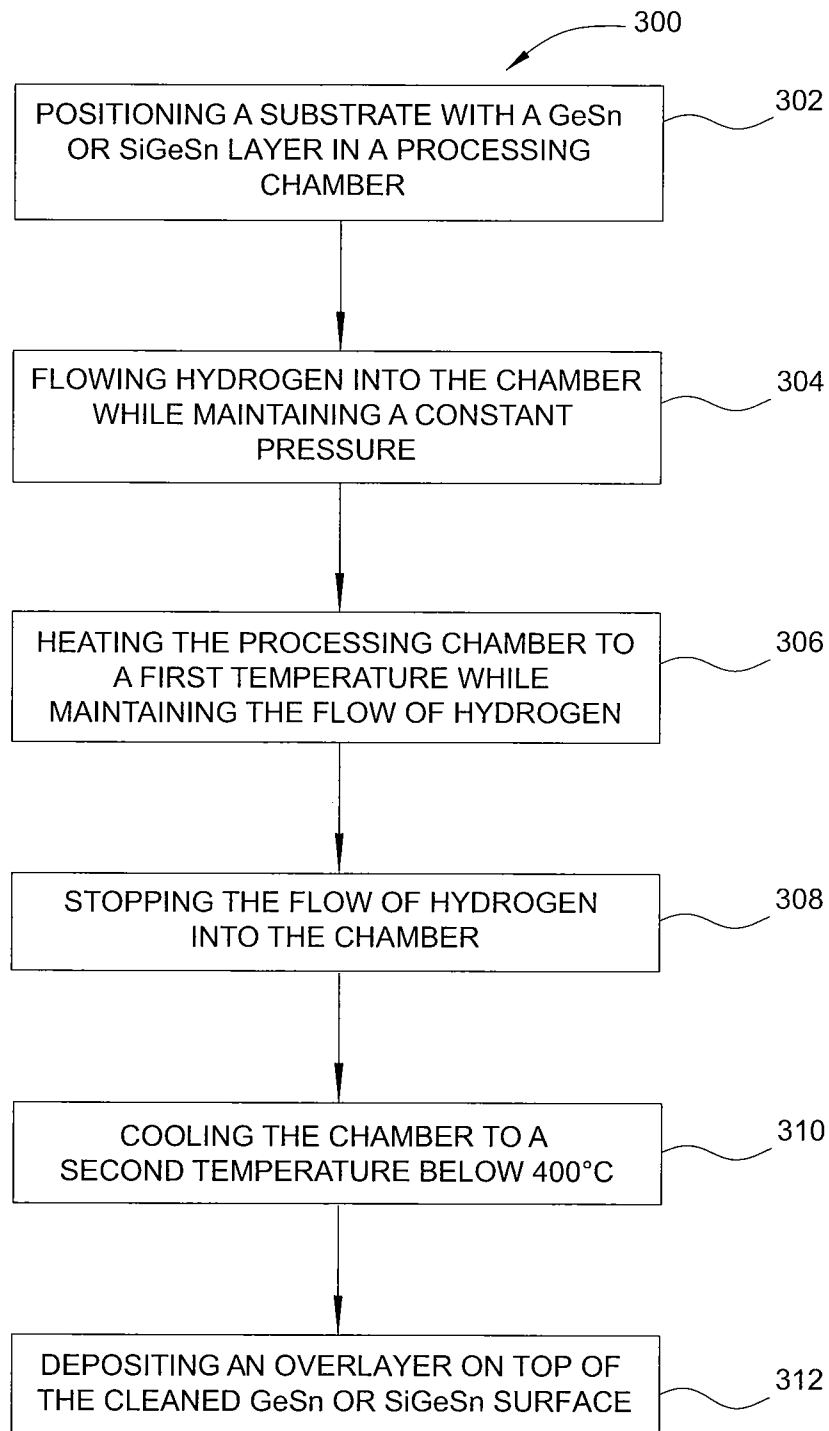 300
POSITIONING A SUBSTRATE WITH A GeSn
OR SiGeSn LAYER IN A PROCESSING
CHAMBER
302
FLOWING HYDROGEN INTO THE CHAMBER
WHILE MAINTAINING A CONSTANT
PRESSURE
304
HEATING THE PROCESSING CHAMBER TO
A FIRST TEMPERATURE WHILE
MAINTAINING THE FLOW OF HYDROGEN
306
STOPPING THE FLOW OF HYDROGEN
INTO THE CHAMBER
308
COOLING THE CHAMBER TO A
SECOND TEMPERATURE BELOW 400°C
310
DEPOSITING AN OVERLAYER ON TOP OF
THE CLEANED GeSn OR SiGeSn SURFACE
312